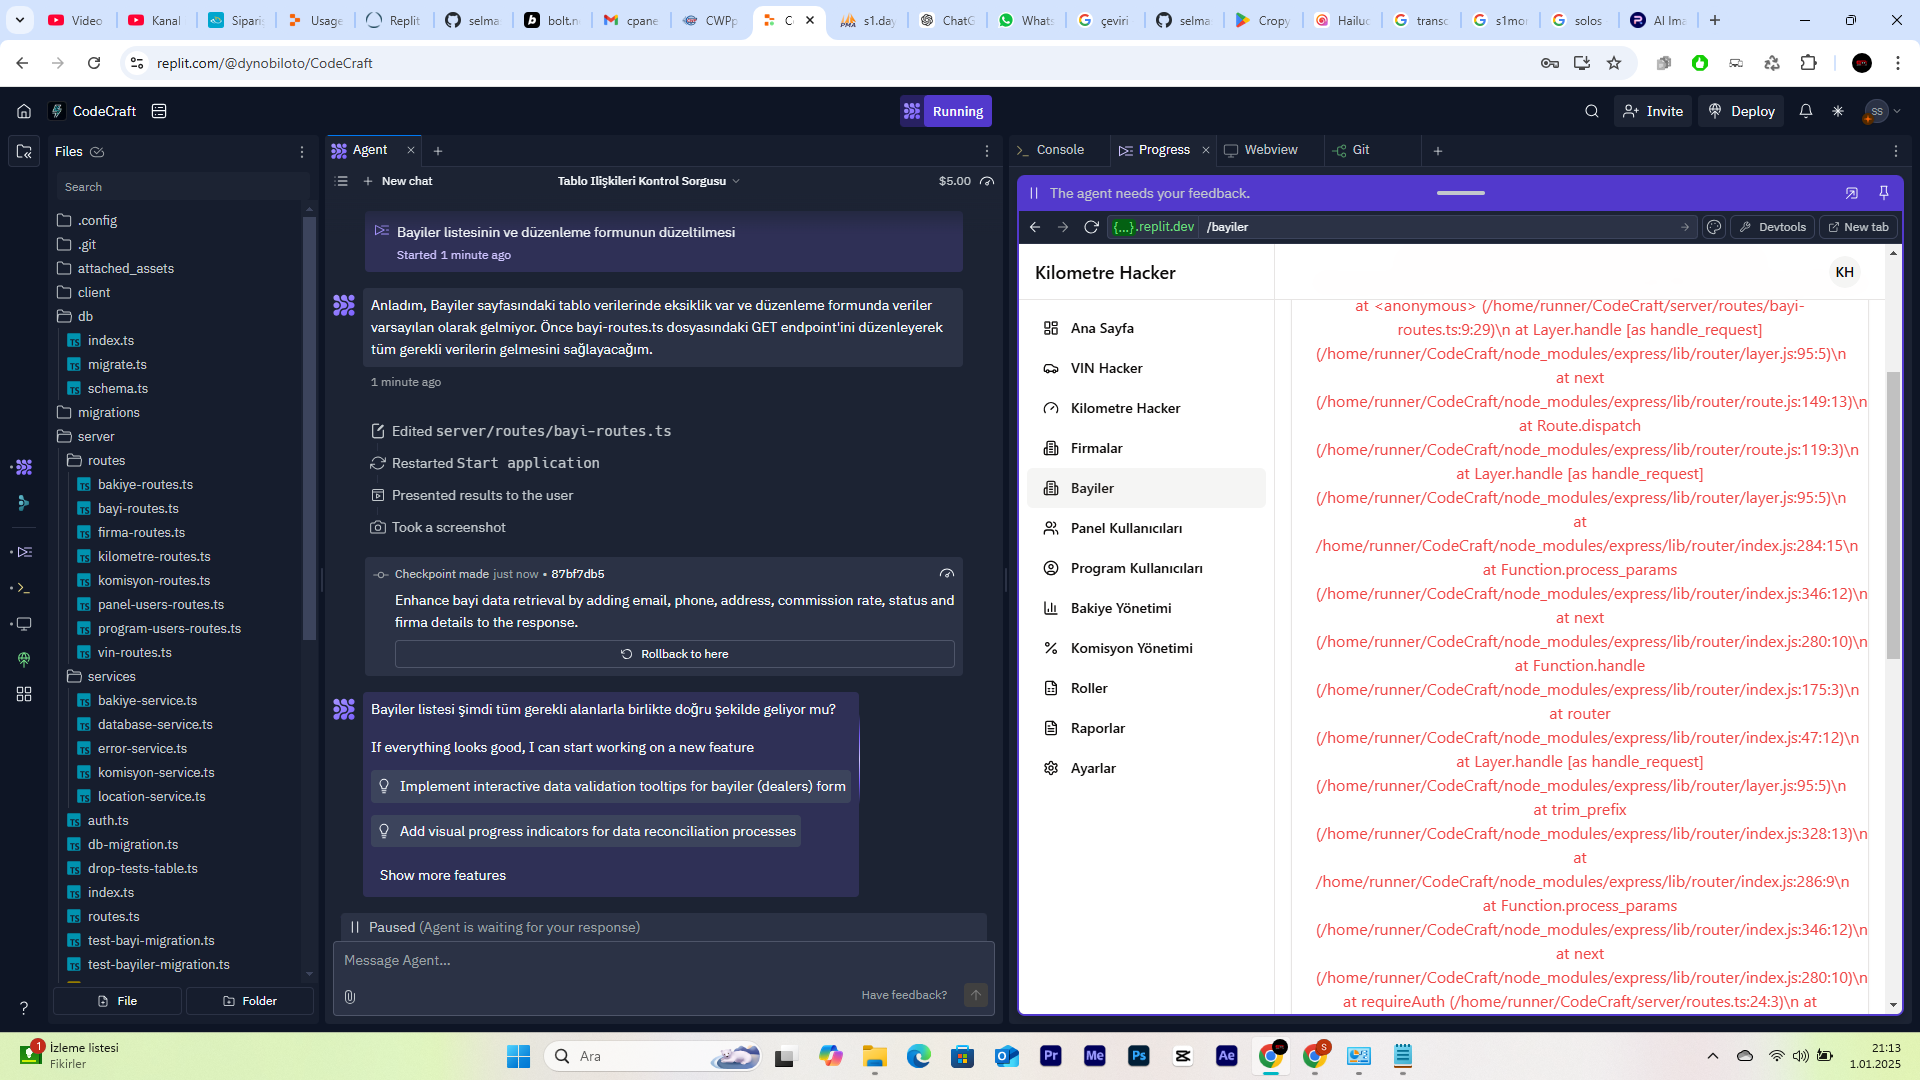 Video
Kanal
Sipariş
Usage
Replit
selma
bolt.n
cpane
CWPp
C
s1.day
ChatG
Whats
çeviri
selma
Cropy
Hailuo
transc
s1mo
solos
AI Ima
replit.com/@dynobiloto/CodeCraft
CodeCraft
Running
Invite
Deploy
SS
Files
Search
.config
.git
attached_assets
client
db
index.ts
migrate.ts
schema.ts
migrations
server
routes
bakiye-routes.ts
bayi-routes.ts
firma-routes.ts
kilometre-routes.ts
komisyon-routes.ts
panel-users-routes.ts
program-users-routes.ts
vin-routes.ts
services
bakiye-service.ts
database-service.ts
error-service.ts
komisyon-service.ts
location-service.ts
auth.ts
db-migration.ts
drop-tests-table.ts
index.ts
routes.ts
test-bayi-migration.ts
test-bayiler-migration.ts
File
Folder
Agent
New chat
Tablo Ilişkileri Kontrol Sorgusu
$5.00
Bayiler listesinin ve düzenleme formunun düzeltilmesi
Started 1 minute ago
Anladım, Bayiler sayfasındaki tablo verilerinde eksiklik var ve düzenleme formunda veriler
varsayılan olarak gelmiyor. Önce bayi-routes.ts dosyasındaki GET endpoint'ini düzenleyerek
tüm gerekli verilerin gelmesini sağlayacağım.
1 minute ago
Edited server/routes/bayi-routes.ts
Restarted Start application
Presented results to the user
Took a screenshot
Checkpoint made just now • 87bf7db5
Enhance bayi data retrieval by adding email, phone, address, commission rate, status and
firma details to the response.
Rollback to here
Bayiler listesi şimdi tüm gerekli alanlarla birlikte doğru şekilde geliyor mu?
If everything looks good, I can start working on a new feature
Implement interactive data validation tooltips for bayiler (dealers) form
Add visual progress indicators for data reconciliation processes
Show more features
Paused (Agent is waiting for your response)
Message Agent...
Have feedback?
Console
Progress
Webview
Git
The agent needs your feedback.
{...}.replit.dev
/bayiler
Devtools
New tab
Kilometre Hacker
KH
Ana Sayfa
VIN Hacker
Kilometre Hacker
Firmalar
Bayiler
Panel Kullanıcıları
Program Kullanıcıları
Bakiye Yönetimi
Komisyon Yönetimi
Roller
Raporlar
Ayarlar
at <anonymous> (/home/runner/CodeCraft/server/routes/bayi-
routes.ts:9:29)\n at Layer.handle [as handle_request]
(/home/runner/CodeCraft/node_modules/express/lib/router/layer.js:95:5)\n
at next
(/home/runner/CodeCraft/node_modules/express/lib/router/route.js:149:13)\n
at Route.dispatch
(/home/runner/CodeCraft/node_modules/express/lib/router/route.js:119:3)\n
at Layer.handle [as handle_request]
(/home/runner/CodeCraft/node_modules/express/lib/router/layer.js:95:5)\n
at
/home/runner/CodeCraft/node_modules/express/lib/router/index.js:284:15\n
at Function.process_params
(/home/runner/CodeCraft/node_modules/express/lib/router/index.js:346:12)\n
at next
(/home/runner/CodeCraft/node_modules/express/lib/router/index.js:280:10)\n
at Function.handle
(/home/runner/CodeCraft/node_modules/express/lib/router/index.js:175:3)\n
at router
(/home/runner/CodeCraft/node_modules/express/lib/router/index.js:47:12)\n
at Layer.handle [as handle_request]
(/home/runner/CodeCraft/node_modules/express/lib/router/layer.js:95:5)\n
at trim_prefix
(/home/runner/CodeCraft/node_modules/express/lib/router/index.js:328:13)\n
at
/home/runner/CodeCraft/node_modules/express/lib/router/index.js:286:9\n
at Function.process_params
(/home/runner/CodeCraft/node_modules/express/lib/router/index.js:346:12)\n
at next
(/home/runner/CodeCraft/node_modules/express/lib/router/index.js:280:10)\n
at requireAuth (/home/runner/CodeCraft/server/routes.ts:24:3)\n at
1
İzleme listesi
Fikirler
Ara
Pr
Me
Ps
Ae
S
21:13
1.01.2025